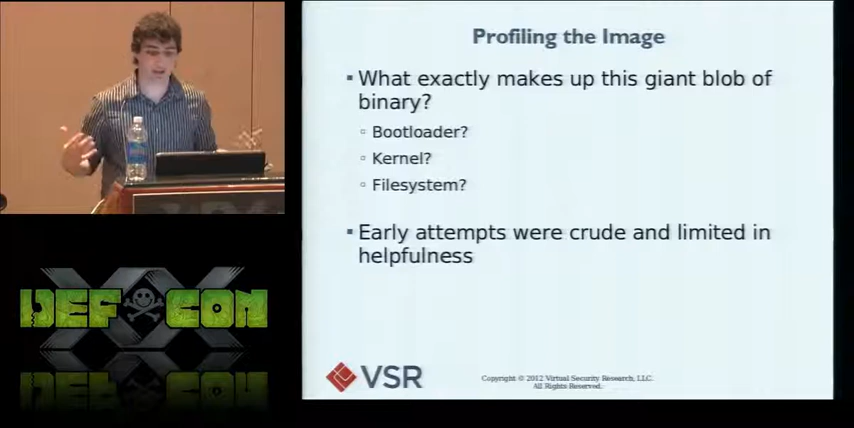 Profiling the Image
▪ What exactly makes up this giant blob of
binary?
▫ Bootloader?
▫ Kernel?
▫ Filesystem?
▪ Early attempts were crude and limited in
helpfulness
VSR
Copyright © 2012 Virtual Security Research, LLC.
All Rights Reserved.
XX
DEF CON